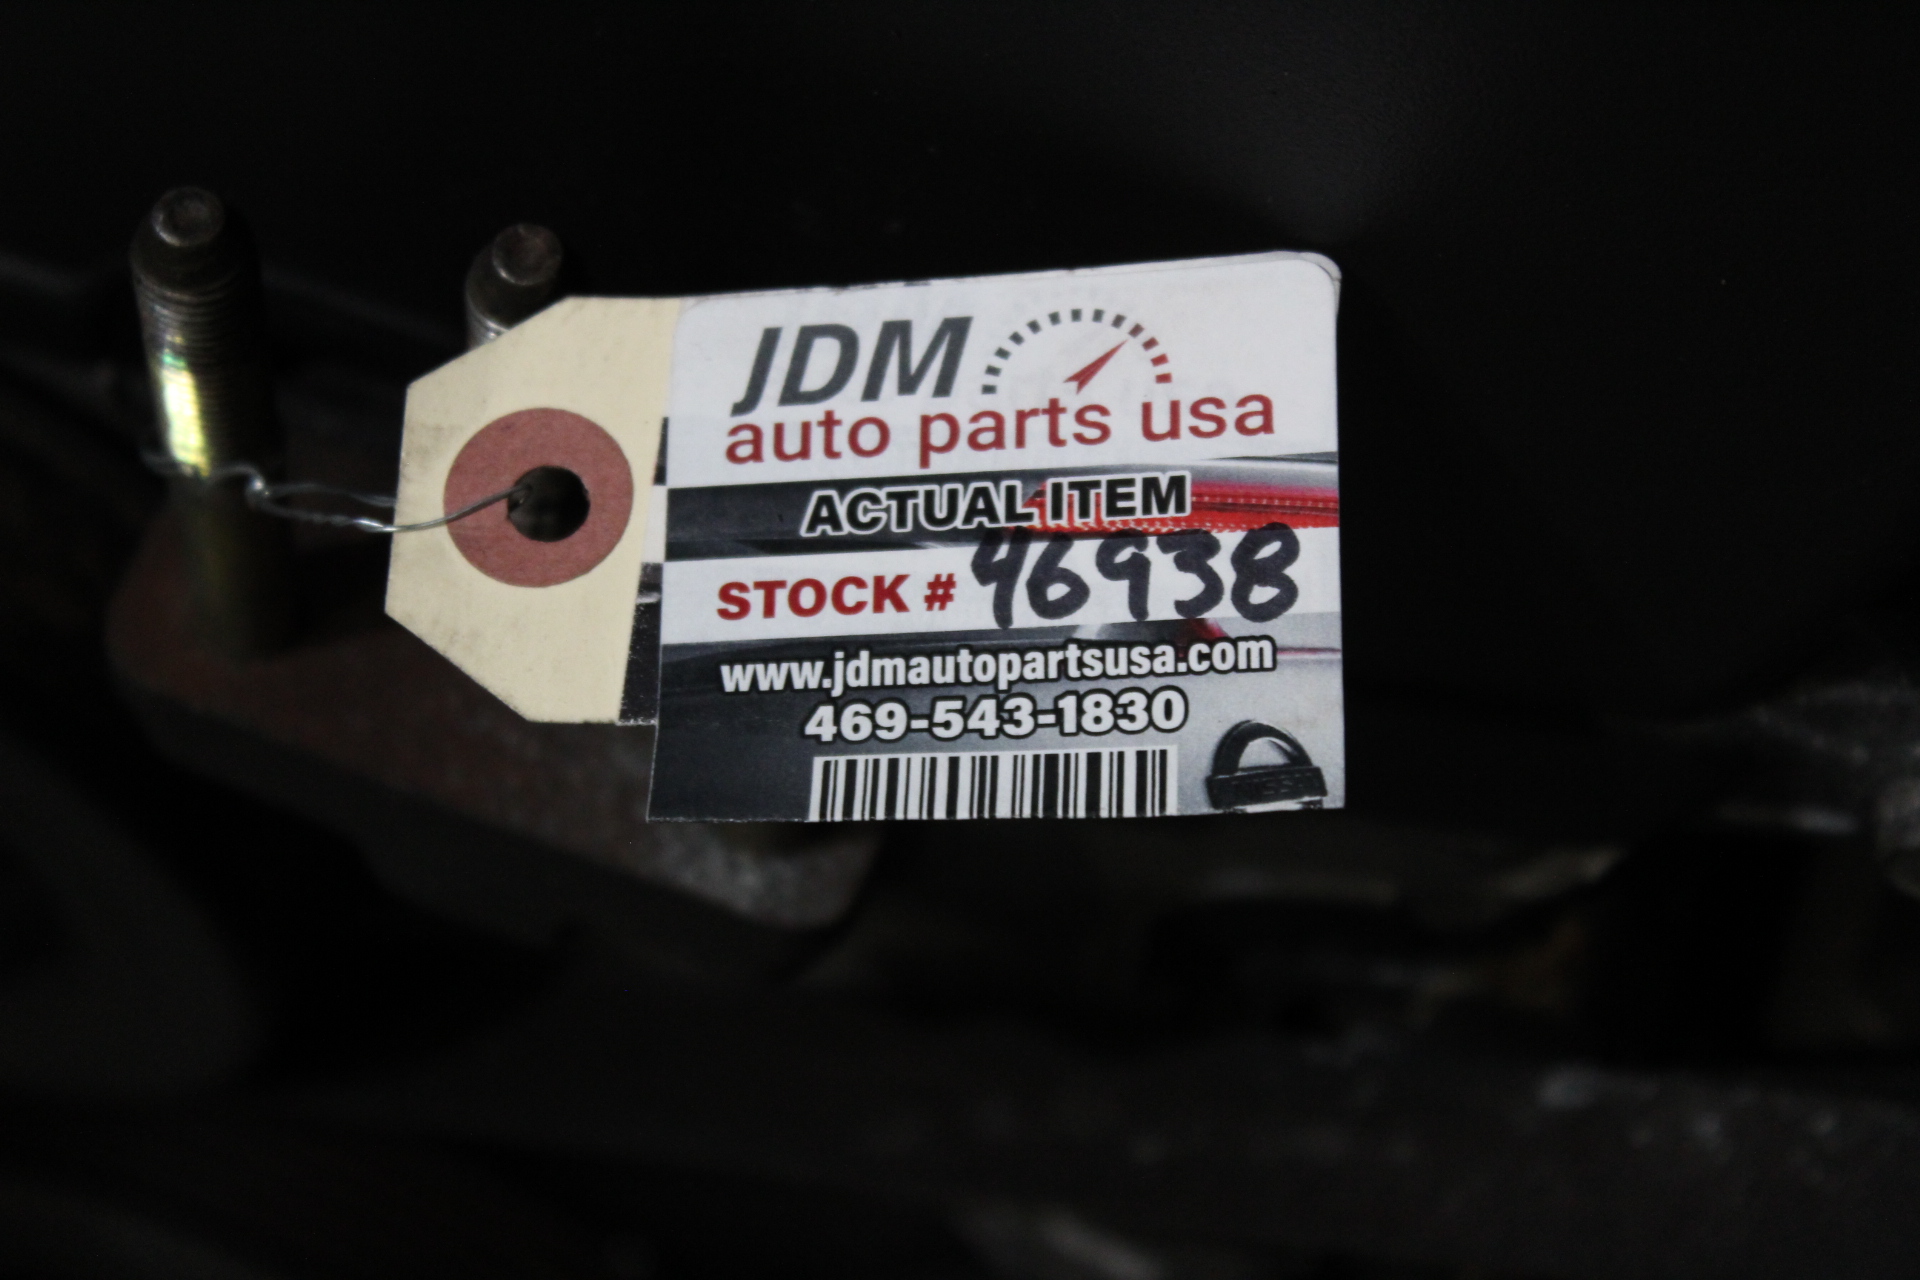 JDM
auto parts usa
ACTUAL ITEM
STOCK # 46938
www.jdmautopartsusa.com
469-543-1830